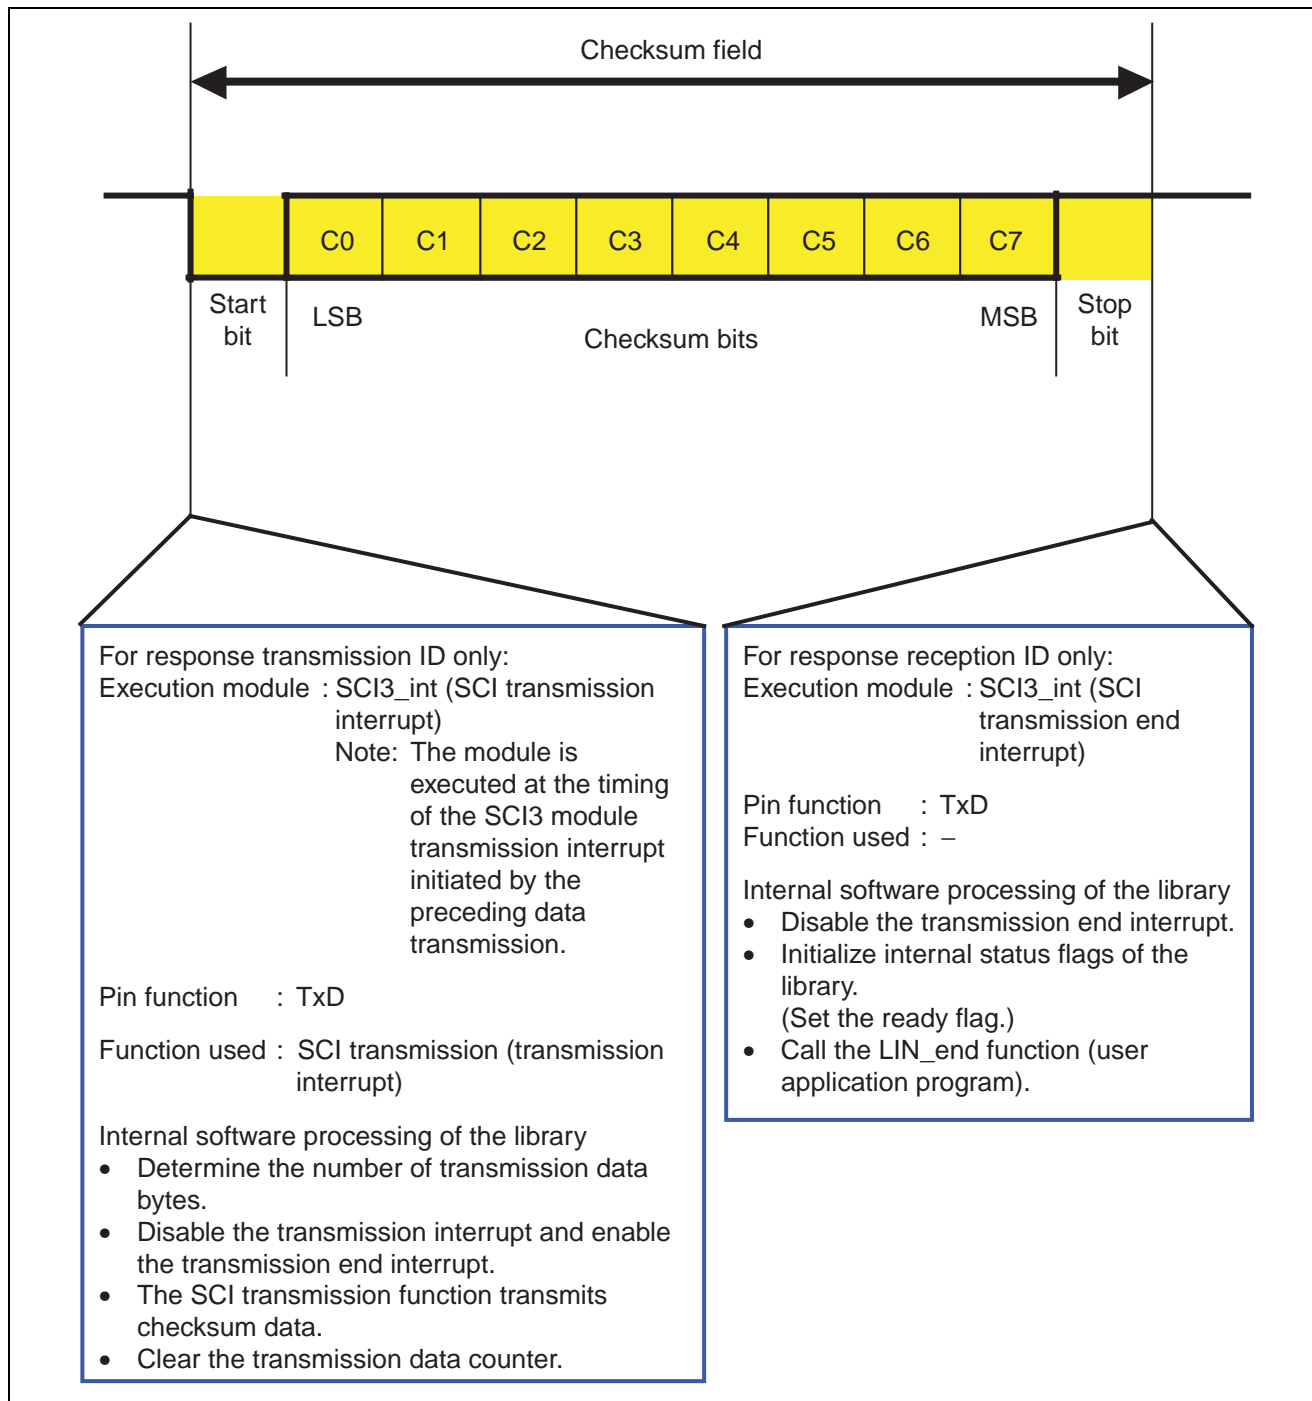 Checksum field
C0 C1 C2 C3 C4 C5 C6 C7
Start bit
LSB
Checksum bits
MSB
Stop bit
For response transmission ID only:
Execution module : SCI3_int (SCI transmission
interrupt)
Note: The module is
executed at the timing
of the SCI3 module
transmission interrupt
initiated by the
preceding data
transmission.
Pin function : TxD
Function used : SCI transmission (transmission
interrupt)
Internal software processing of the library
• Determine the number of transmission data
bytes.
• Disable the transmission interrupt and enable
the transmission end interrupt.
• The SCI transmission function transmits
checksum data.
• Clear the transmission data counter.
For response reception ID only:
Execution module : SCI3_int (SCI
transmission end
interrupt)
Pin function : TxD
Function used : –
Internal software processing of the library
• Disable the transmission end interrupt.
• Initialize internal status flags of the
library.
(Set the ready flag.)
• Call the LIN_end function (user
application program).